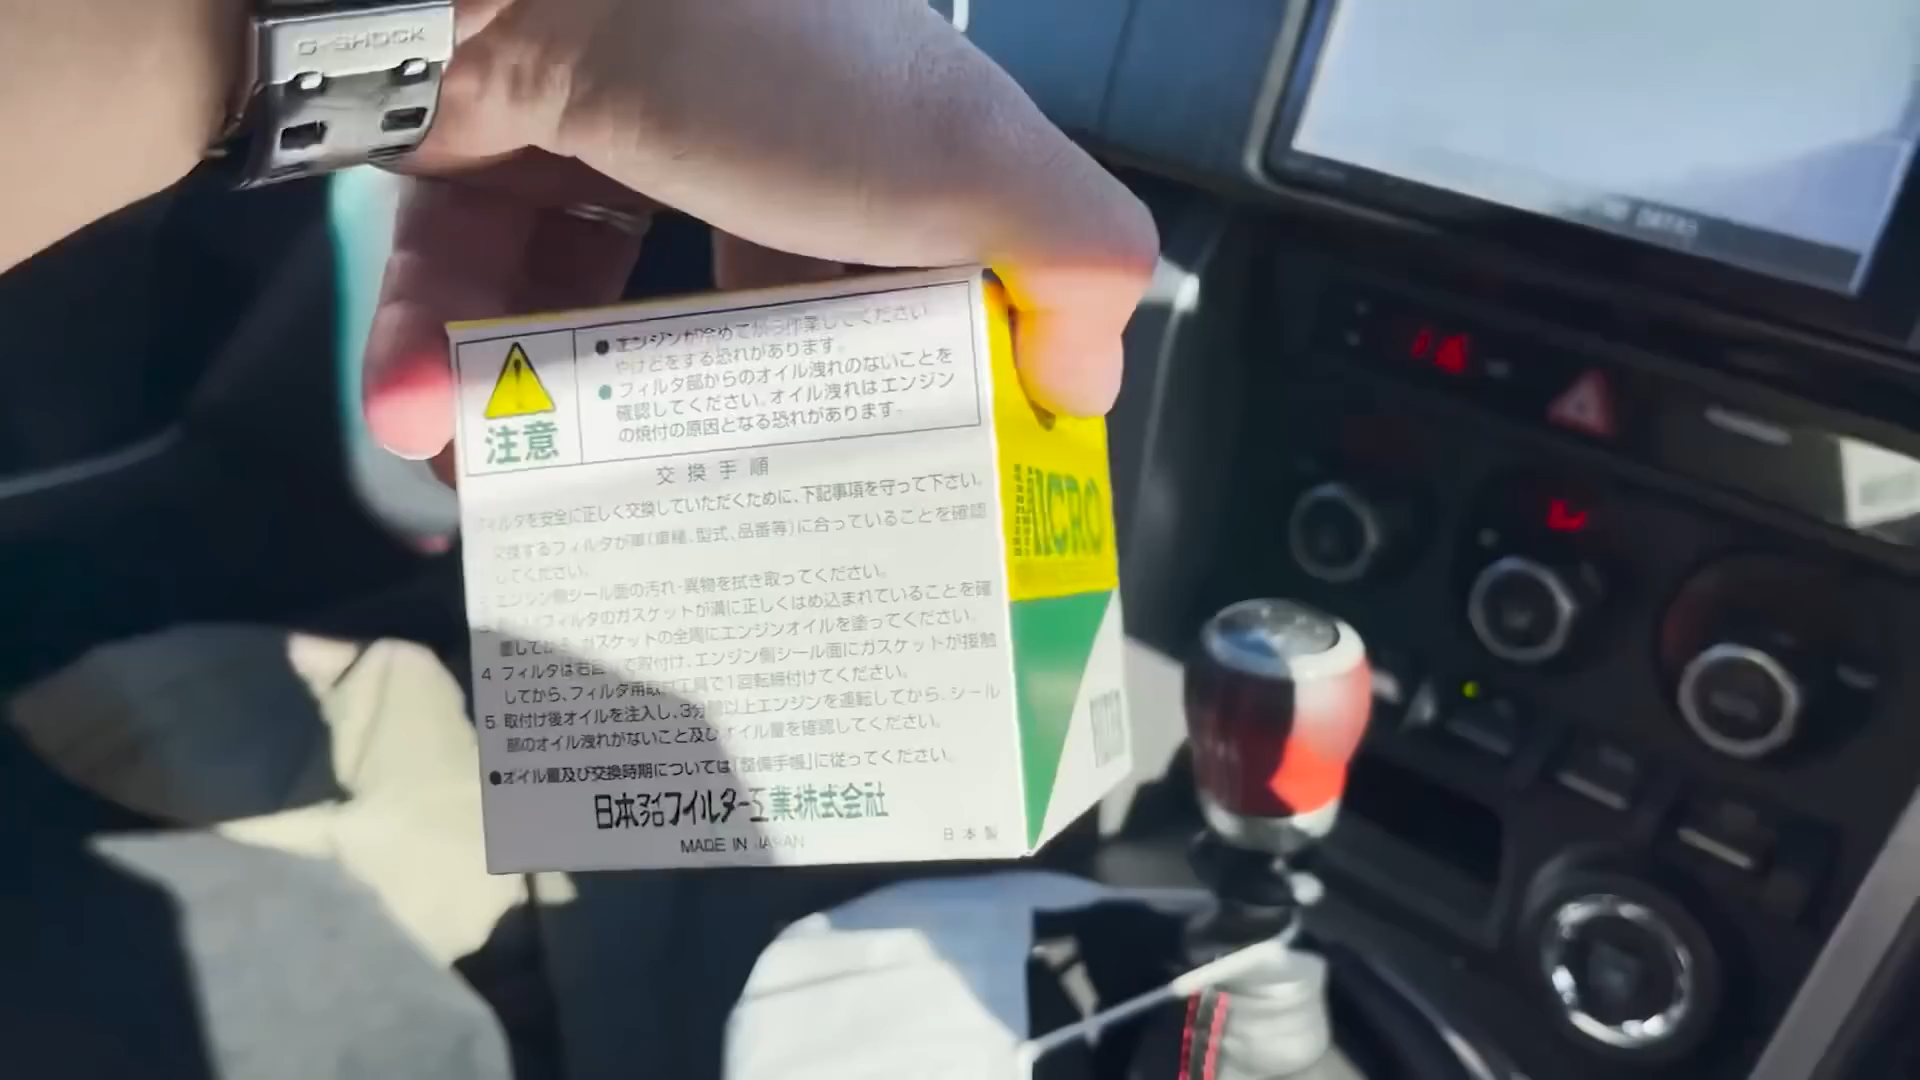 G-SHOCK
● エンジンが冷めてから作業してください
やけどをする恐れがあります。
● フィルタ部からのオイル洩れのないことを
確認してください。オイル洩れはエンジン
の焼付の原因となる恐れがあります。
注意
交換手順
フィルタを安全に正しく交換していただくために、下記事項を守って下さい。
交換するフィルタが車(車種、型式、品番等)に合っていることを確認
してください。
エンジン側シール面の汚れ・異物を拭き取ってください。
フィルタのガスケットが溝に正しくはめ込まれていることを確
ガスケットの全周にエンジンオイルを塗ってください。
4 フィルタは右回 で取付け、エンジン側シール面にガスケットが接触
してから、フィルタ用取付工具で1回転締付けてください。
5. 取付け後オイルを注入し、3分間以上エンジンを運転してから、シール
部のオイル洩れがないこと及びオイル量を確認してください。
●オイル量及び交換時期については「整備手帳」に従ってください。
日本マイクロフイルター工業株式会社
MADE IN JAPAN
日本製
MICRO